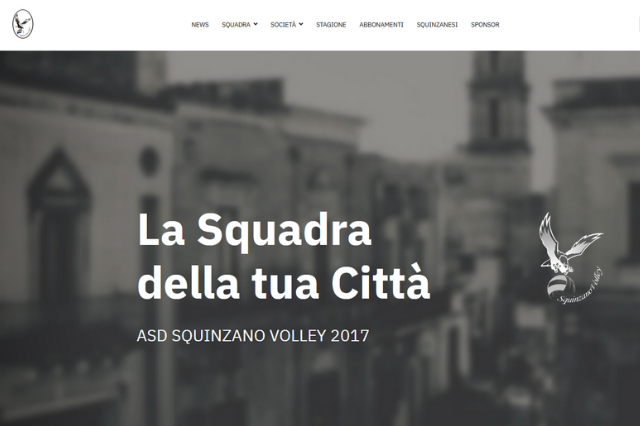 NEWS SQUADRA SOCIETÀ STAGIONE ABBONAMENTI SQUINZANESI SPONSOR
La Squadra
della tua Città
ASD SQUINZANO VOLLEY 2017
Squinzano Volley